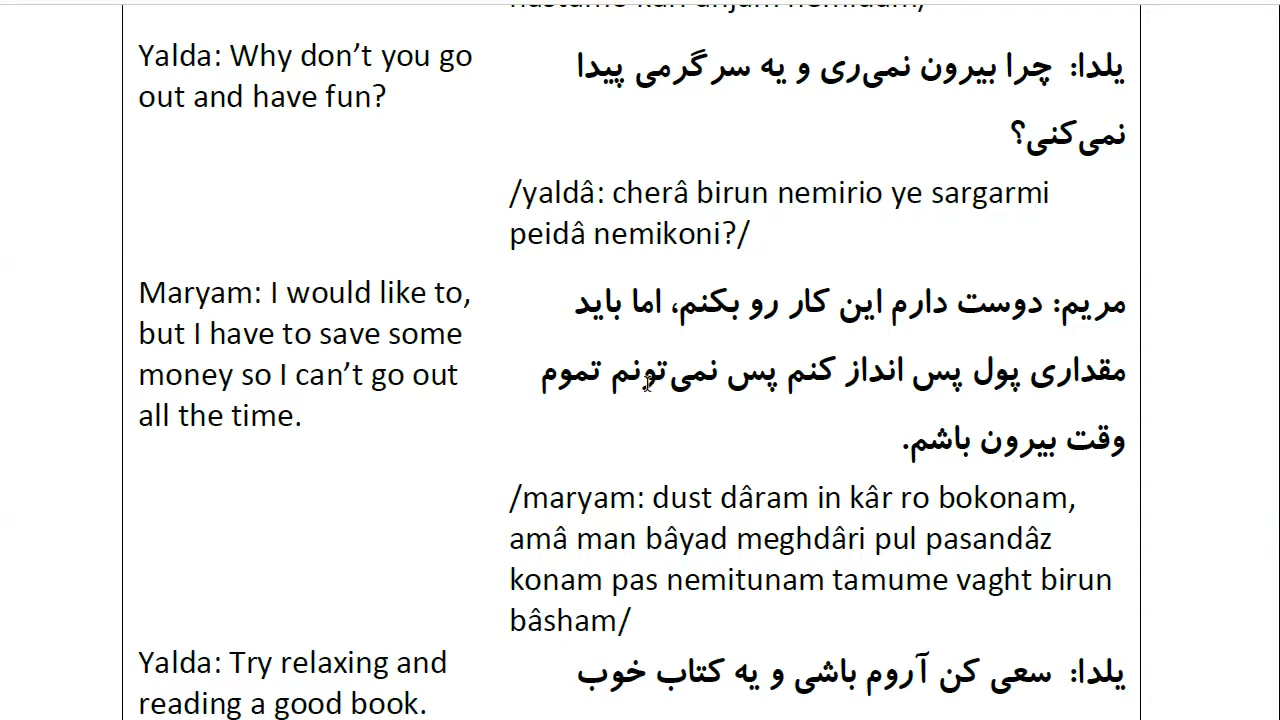 Yalda: Why don’t you go
out and have fun?
یلدا: چرا بیرون نمی‌ری و یه سرگرمی پیدا
نمی‌کنی؟
/yaldâ: cherâ birun nemirio ye sargarmi
peidâ nemikoni?/
Maryam: I would like to,
but I have to save some
money so I can’t go out
all the time.
مریم: دوست دارم این کار رو بکنم، اما باید
مقداری پول پس انداز کنم پس نمی‌تونم تموم
وقت بیرون باشم.
/maryam: dust dâram in kâr ro bokonam,
amâ man bâyad meghdâri pul pasandâz
konam pas nemitunam tamume vaght birun
bâsham/
Yalda: Try relaxing and
reading a good book.
یلدا: سعی کن آروم باشی و یه کتاب خوب